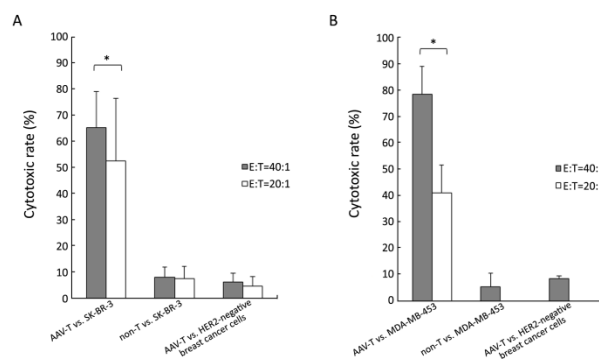 A
Cytotoxic rate (%)
100
90
80
70
60
50
40
30
20
10
0
*
E:T=40:1
E:T=20:1
AAV-T vs. SK-BR-3
non-T vs. SK-BR-3
AAV-T vs. HER2-negative
breast cancer cells
B
Cytotoxic rate (%)
100
90
80
70
60
50
40
30
20
10
0
*
E:T=40:
E:T=20:
AAV-T vs. MDA-MB-453
non-T vs. MDA-MB-453
AAV-T vs. HER2-negative
breast cancer cells